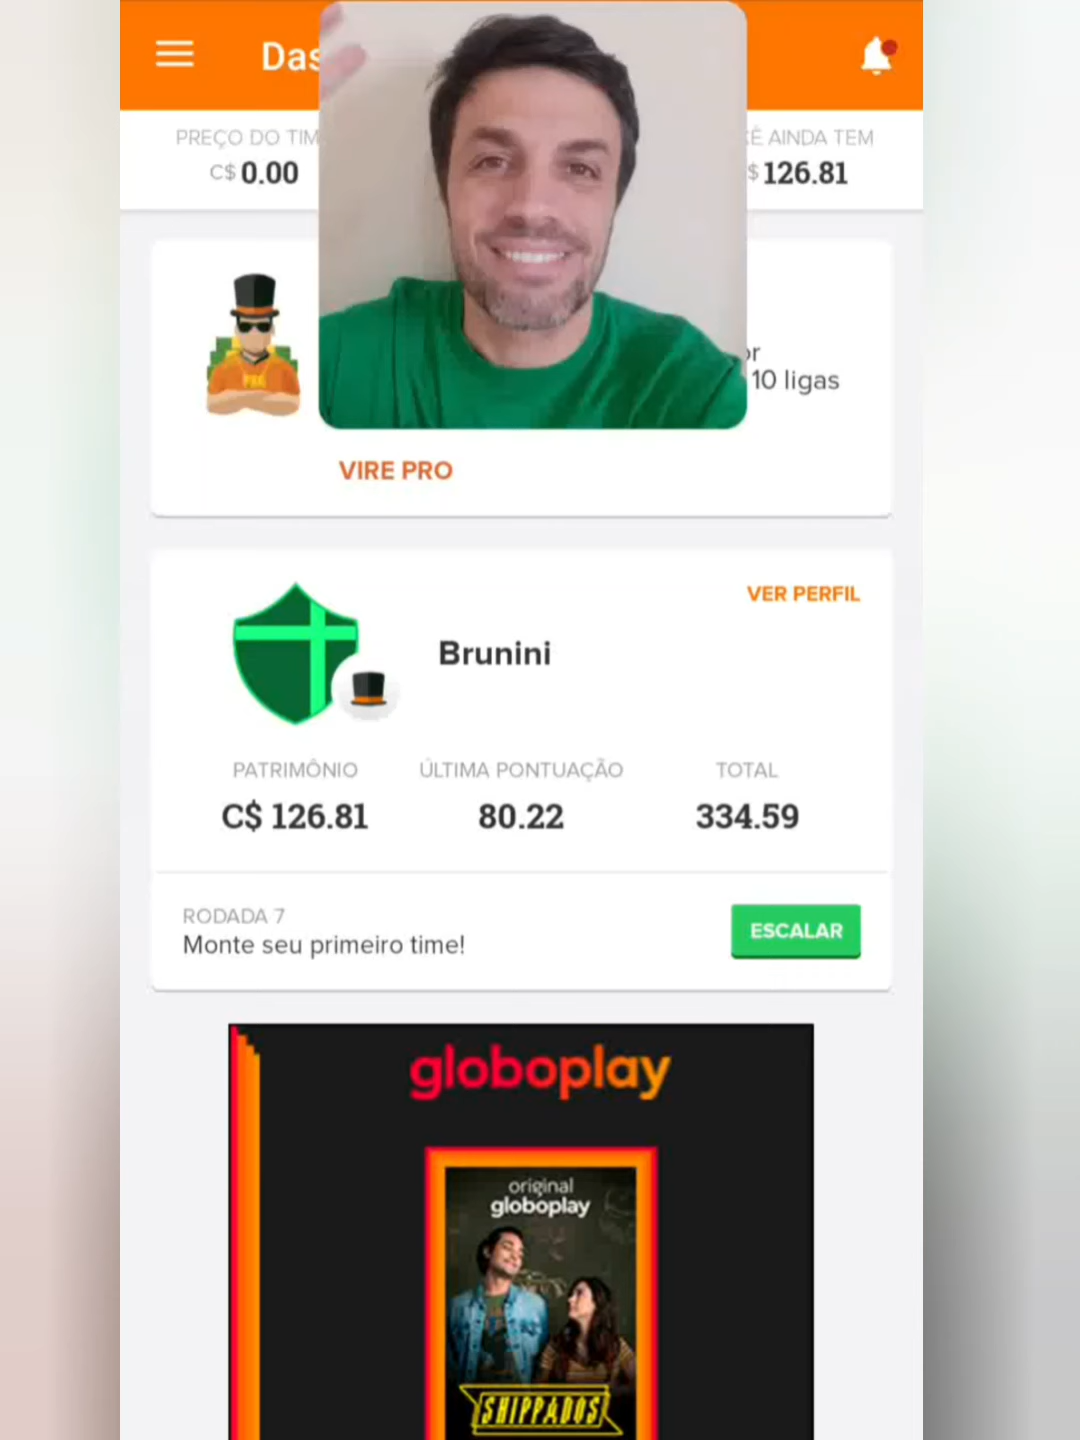 Das
PREÇO DO TIM
C$ 0.00
Ê AINDA TEM
$ 126.81
PRO
or
10 ligas
VIRE PRO
VER PERFIL
Brunini
PATRIMÔNIO
ÚLTIMA PONTUAÇÃO
TOTAL
C$ 126.81
80.22
334.59
RODADA 7
Monte seu primeiro time!
ESCALAR
globoplay
original
globoplay
SHIPPADOS